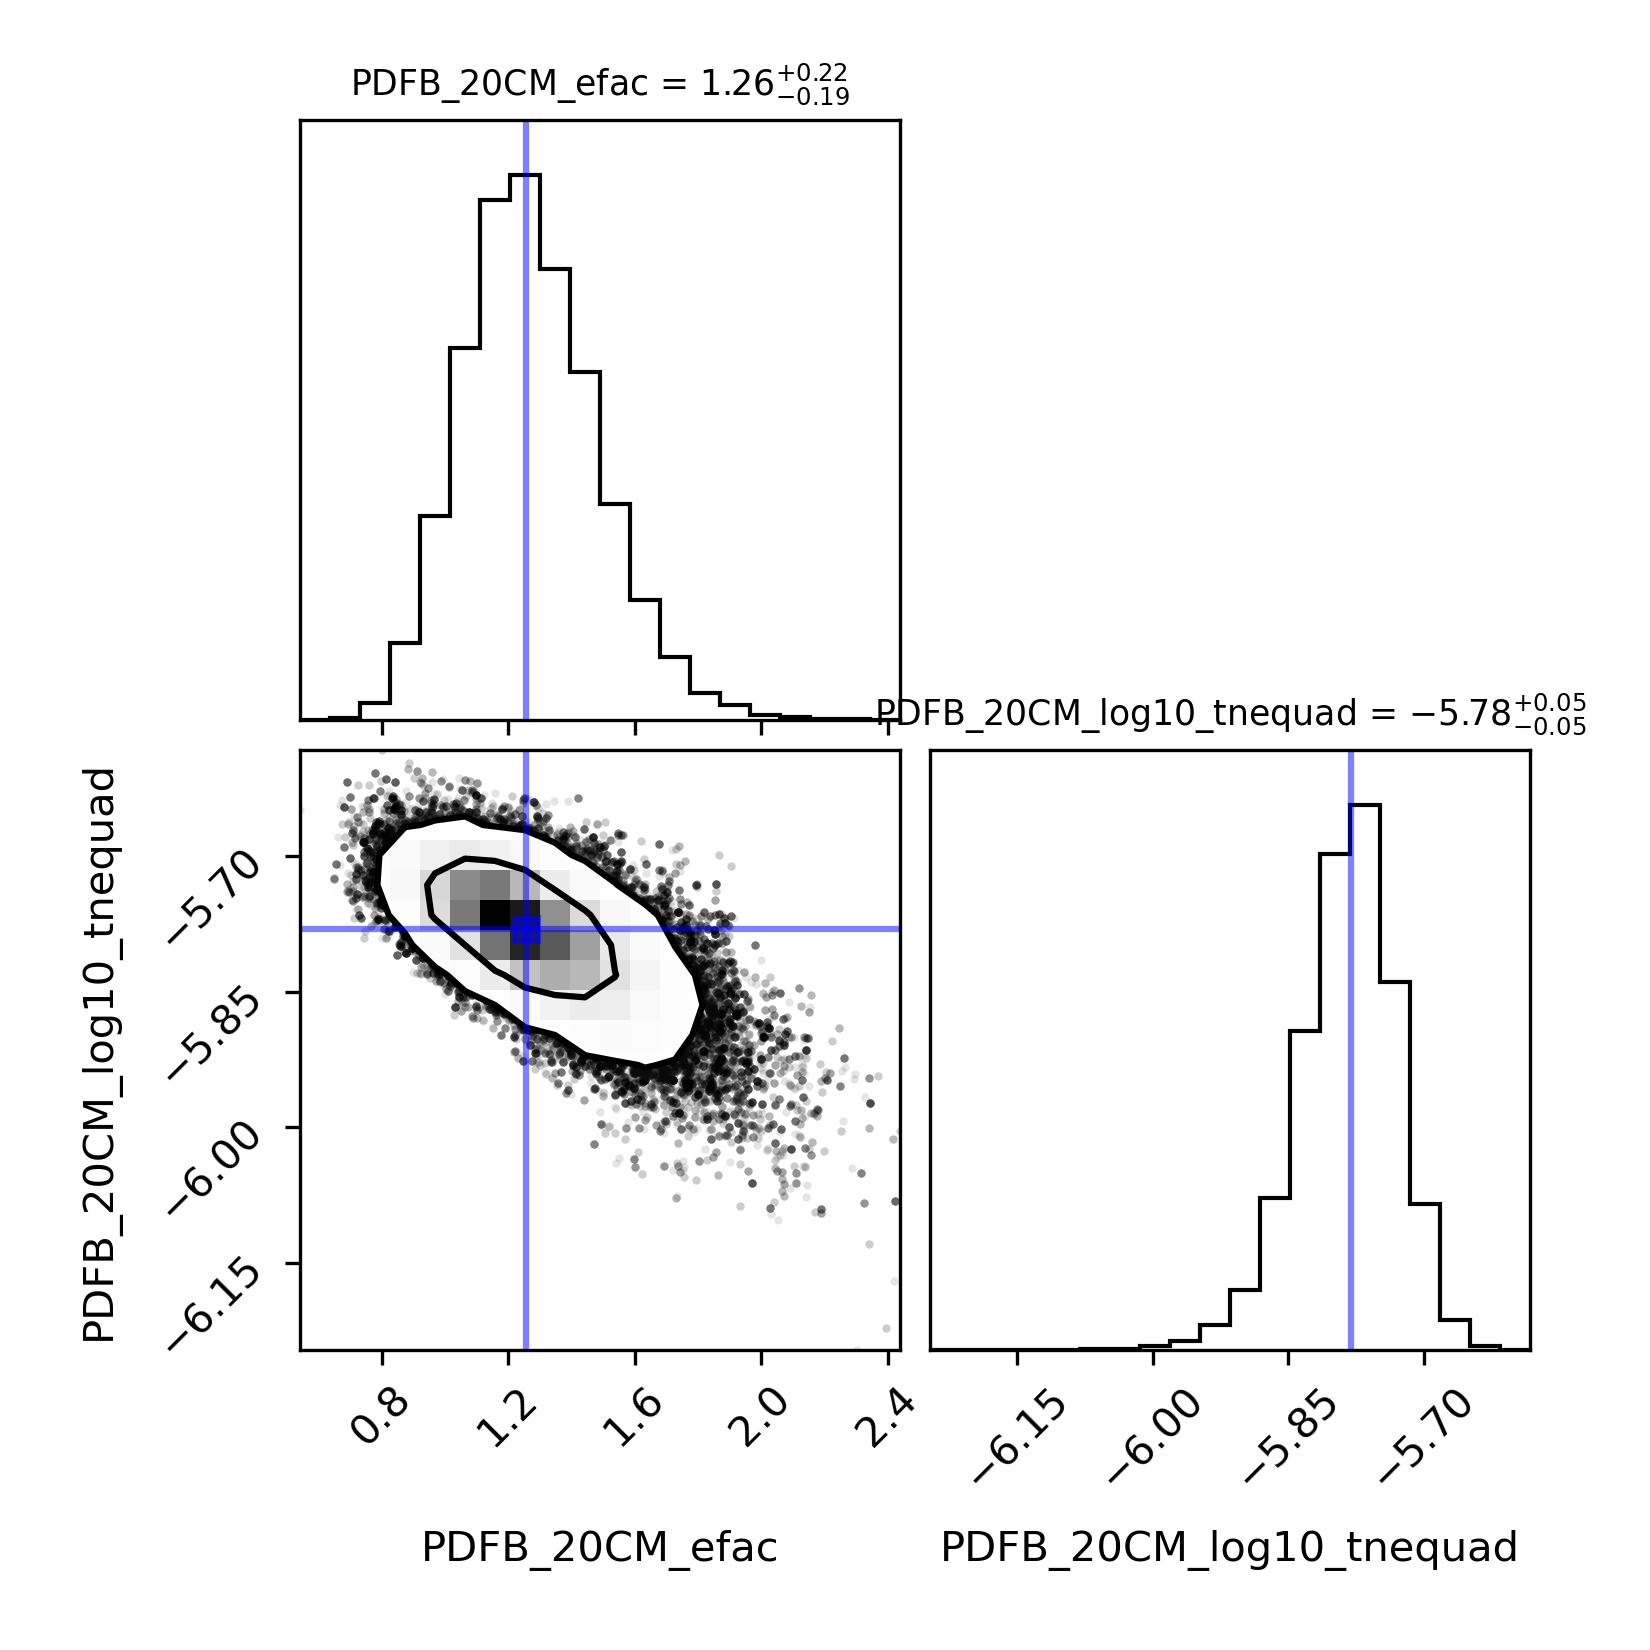 PDFB_20CM_efac = 1.26+0.22−0.19
PDFB_20CM_log10_tnequad = −5.78+0.05−0.05
PDFB_20CM_log10_tnequad
−5.70
−5.85
−6.00
−6.15
0.8 1.2 1.6 2.0 2.4
−6.15 −6.00 −5.85 −5.70
PDFB_20CM_efac
PDFB_20CM_log10_tnequad